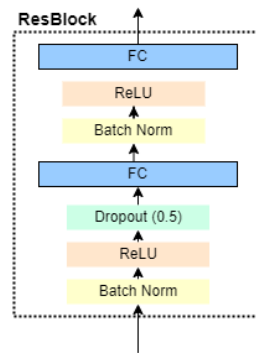 ResBlock
FC
ReLU
Batch Norm
FC
Dropout (0.5)
ReLU
Batch Norm